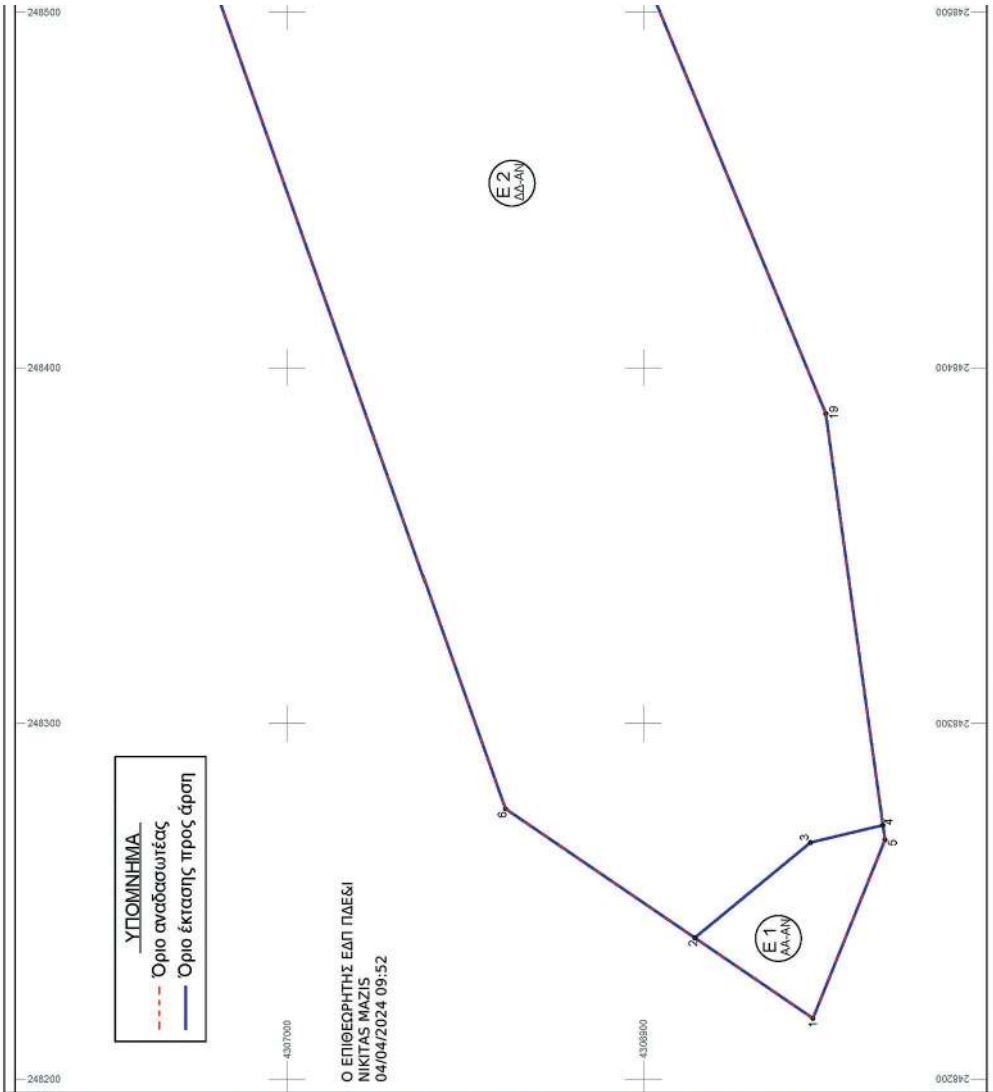 248500
248500
E 2
ΔΔ-ΑΝ
248400
248400
19
248300
248300
6
3
4
5
2
E 1
ΑΑ-ΑΝ
1
ΥΠΟΜΝΗΜΑ
Όριο αναδασωτέας
Όριο έκτασης προς άρση
Ο ΕΠΙΘΕΩΡΗΤΗΣ ΕΔΠ ΠΔΕ&Ι
NIKITAS MAZIS
04/04/2024 09:52
4307000
4306900
248200
248200